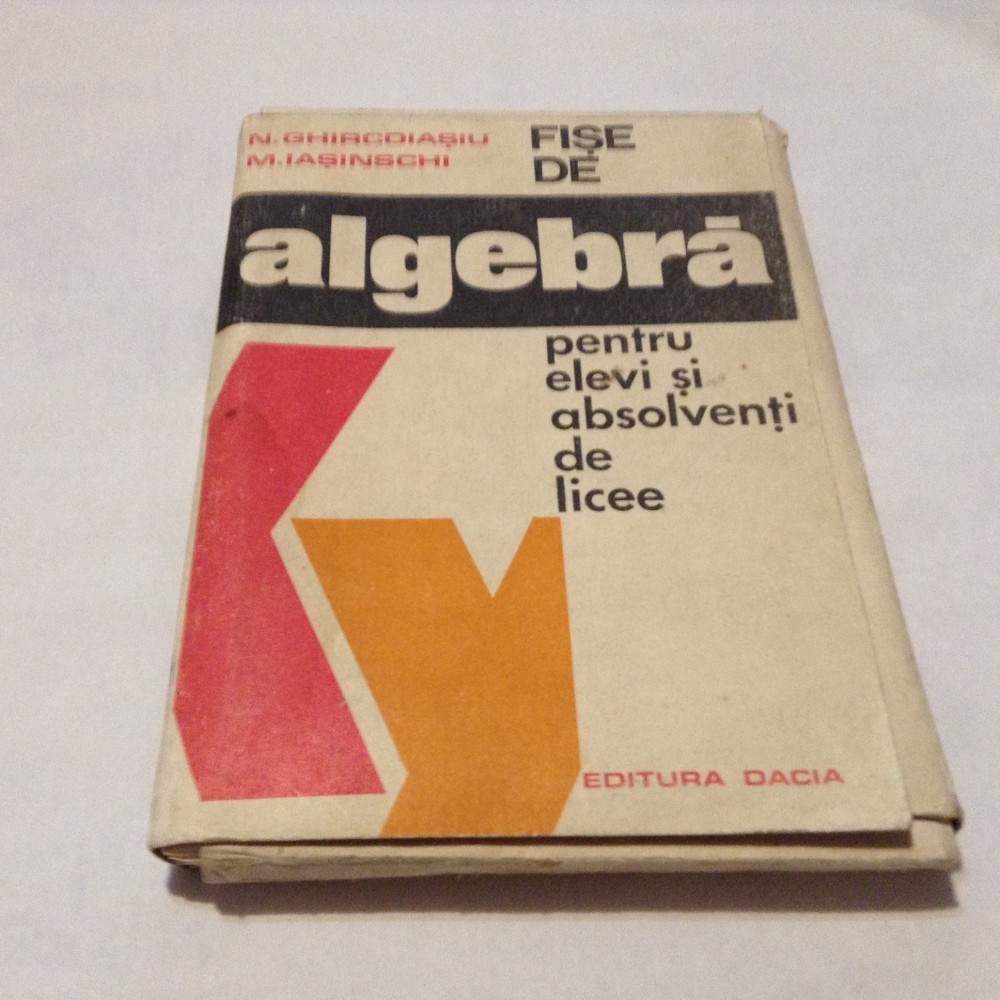 N. GHIRCOIAȘIU
M. IAȘINSCHI
FIȘE
DE
algebră
pentru
elevi și
absolvenți
de
licee
EDITURA DACIA